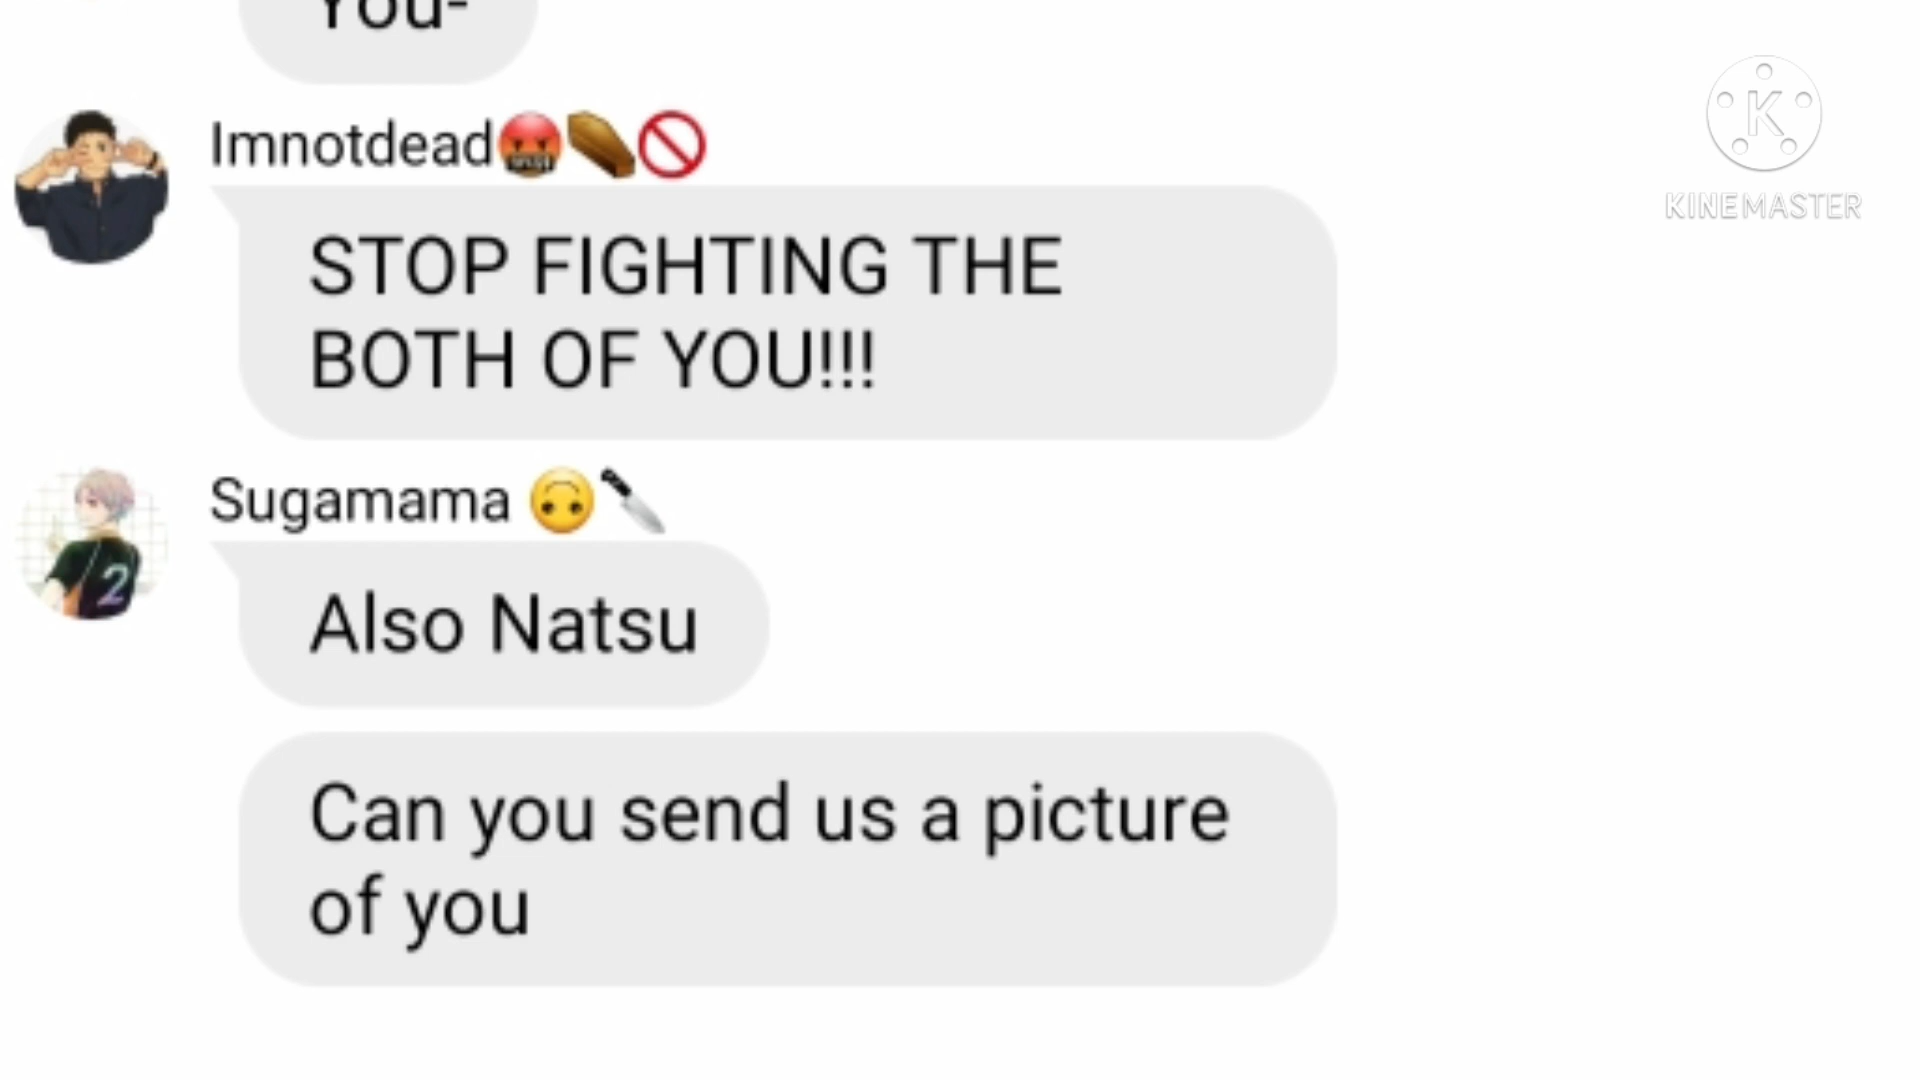 You-
Imnotdead🤬⚰️🚫
STOP FIGHTING THE
BOTH OF YOU!!!
Sugamama 🙃🔪
Also Natsu
Can you send us a picture
of you
2
K
KINEMASTER